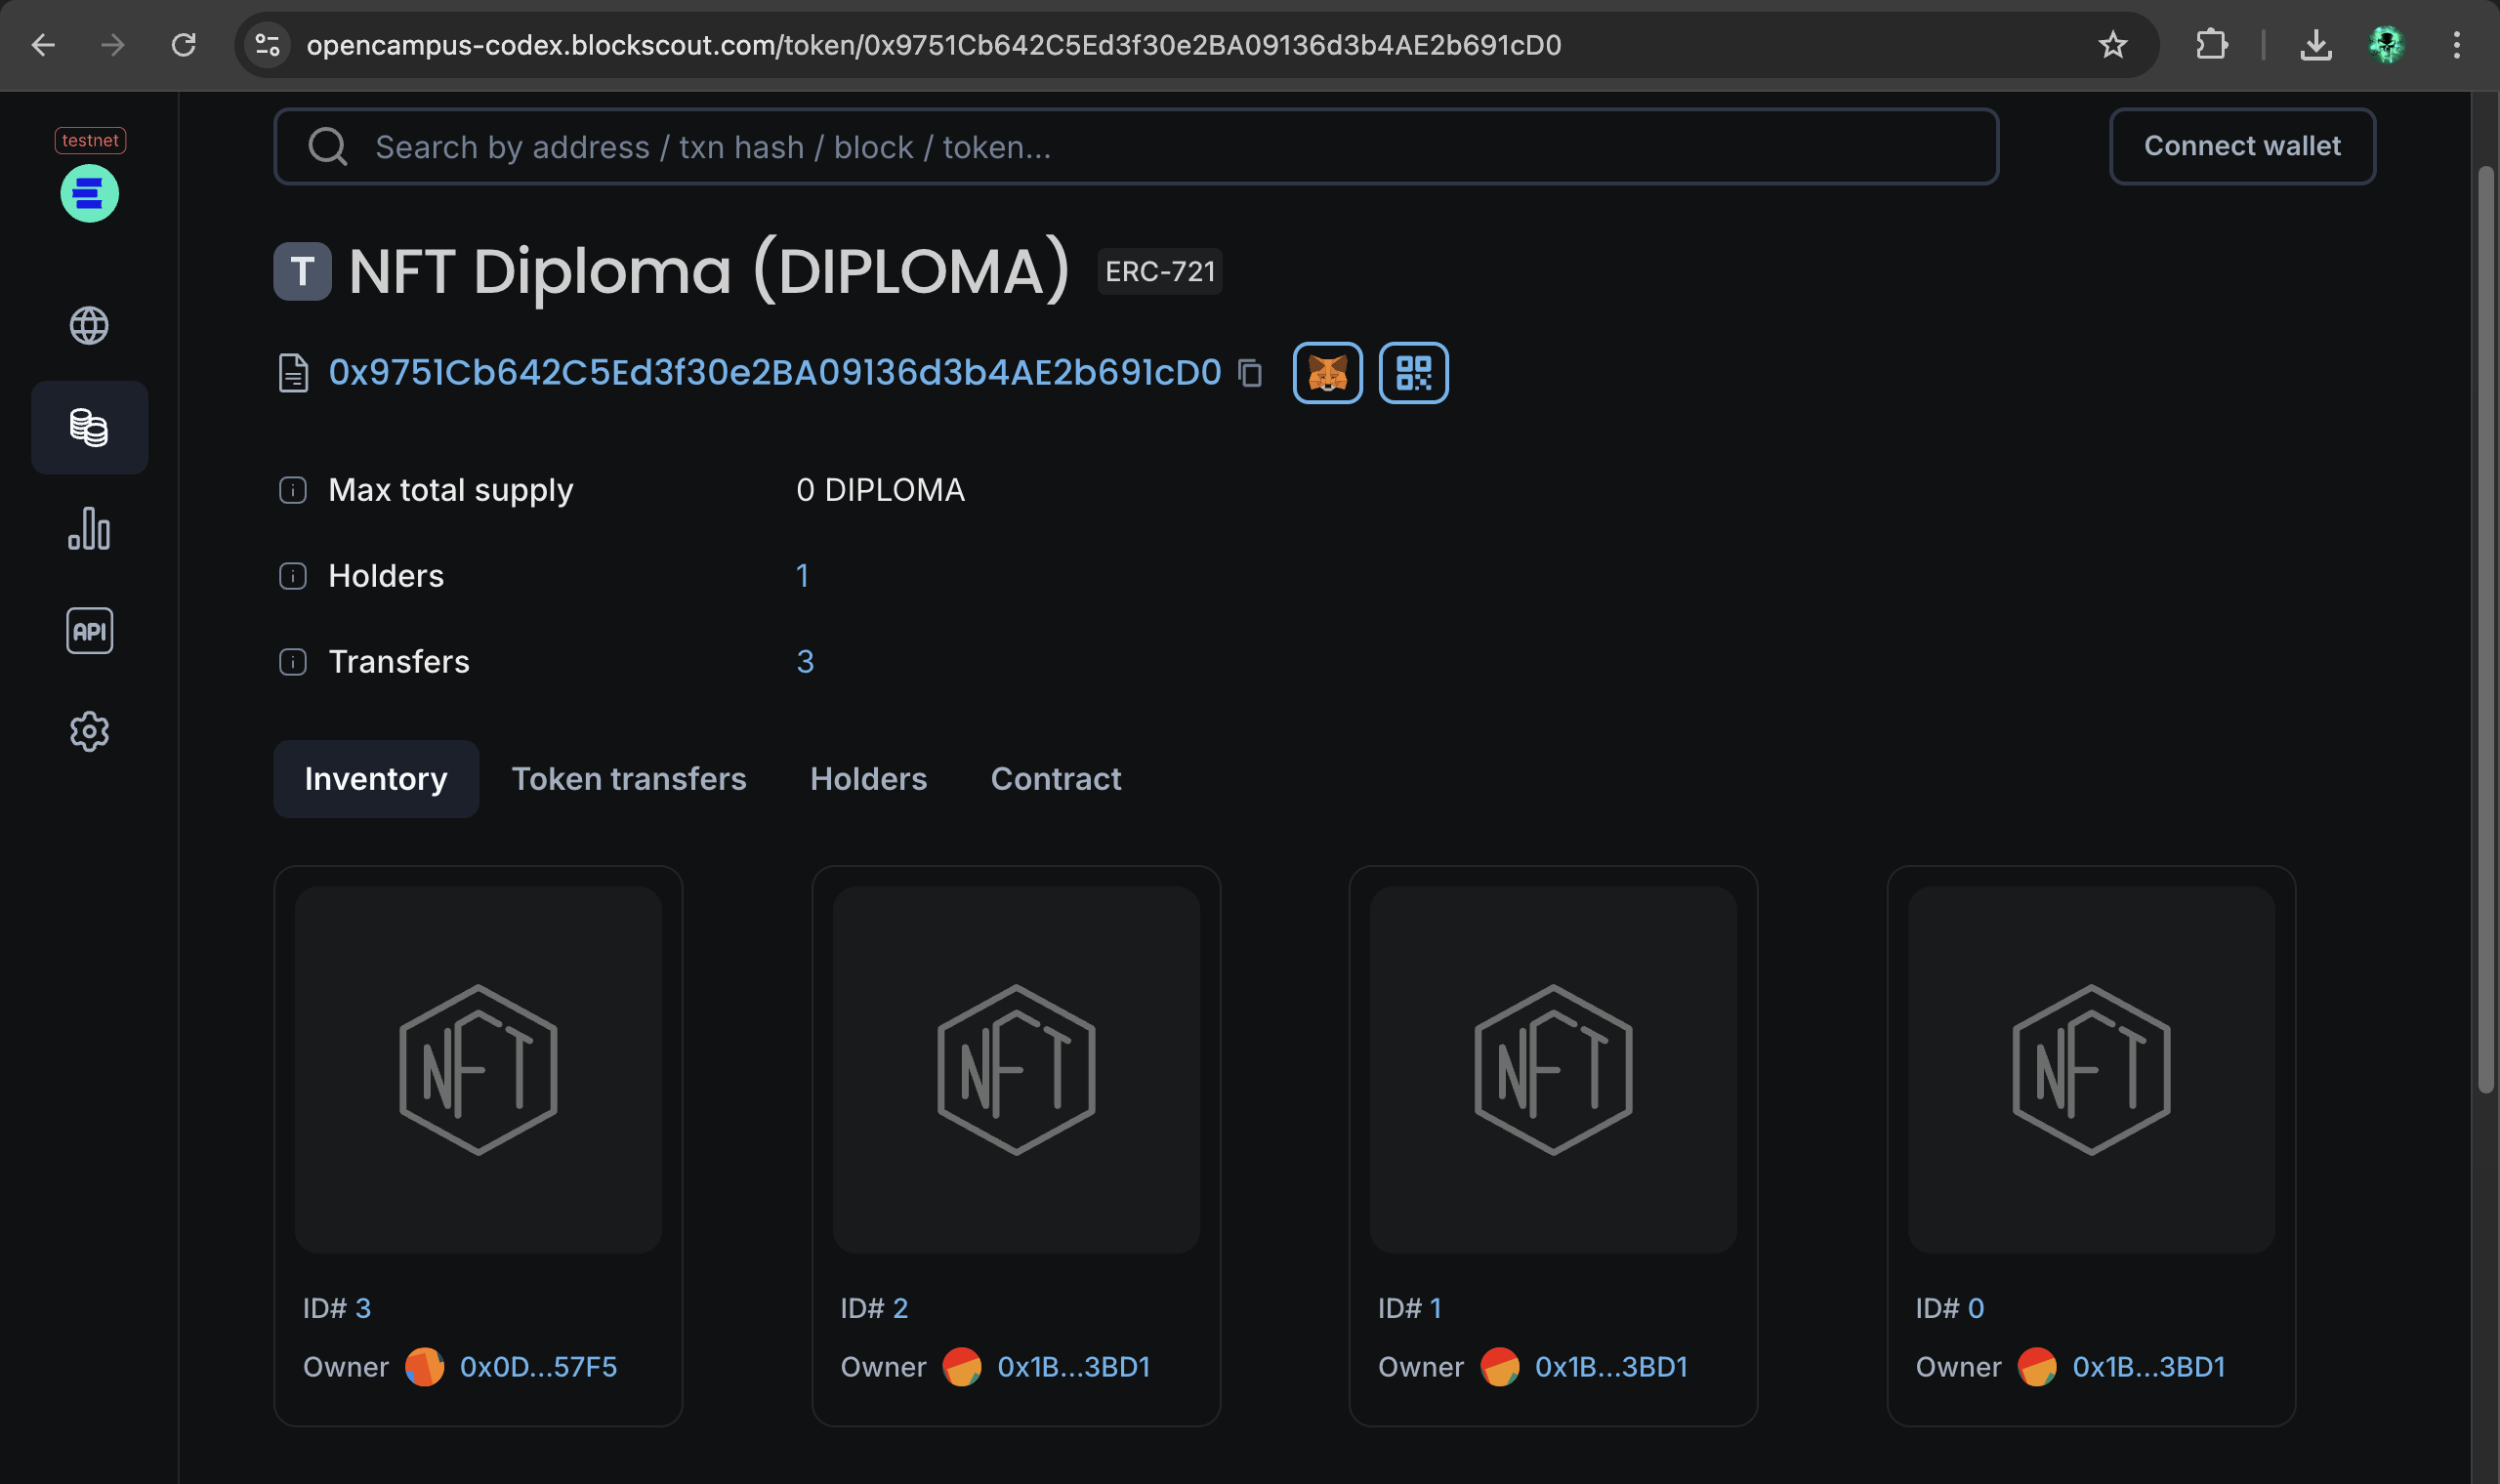 opencampus-codex.blockscout.com/token/0x9751Cb642C5Ed3f30e2BA09136d3b4AE2b691cD0
testnet
Search by address / txn hash / block / token...
Connect wallet
T NFT Diploma (DIPLOMA) ERC-721
0x9751Cb642C5Ed3f30e2BA09136d3b4AE2b691cD0
i Max total supply 0 DIPLOMA
i Holders 1
i Transfers 3
API
Inventory Token transfers Holders Contract
NFT NFT NFT NFT
ID# 3 ID# 2 ID# 1 ID# 0
Owner 0x0D...57F5 Owner 0x1B...3BD1 Owner 0x1B...3BD1 Owner 0x1B...3BD1